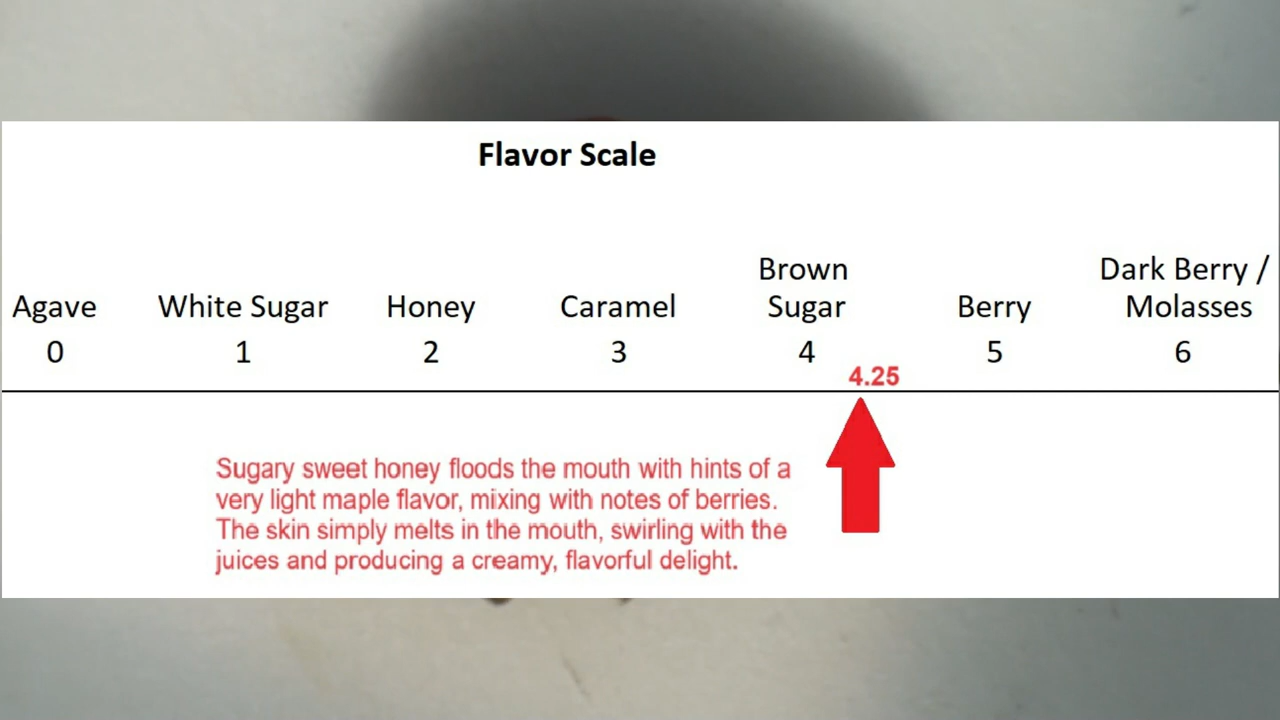 Flavor Scale
Brown
Dark Berry /
Agave White Sugar Honey Caramel Sugar Berry Molasses
0 1 2 3 4 5 6
4.25
Sugary sweet honey floods the mouth with hints of a
very light maple flavor, mixing with notes of berries.
The skin simply melts in the mouth, swirling with the
juices and producing a creamy, flavorful delight.